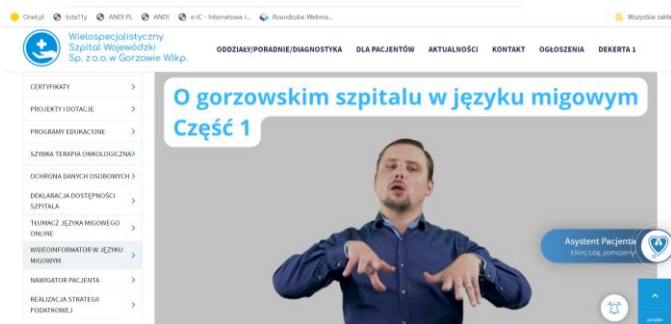 Onet.pl tota11y ANDI PL ANDI e-IC - Internetowa i... Roundcube Webma... Wszystkie zakł
Wielospecjalistyczny
Szpital Wojewódzki
Sp. z o.o. w Gorzowie Wlkp.
ODDZIAŁY/PORADNIE/DIAGNOSTYKA DLA PACJENTÓW AKTUALNOŚCI KONTAKT OGŁOSZENIA DEKERTA 1
CERTYFIKATY
PROJEKTY I DOTACJE
PROGRAMY EDUKACYJNE
SZYBKA TERAPIA ONKOLOGICZNA
OCHRONA DANYCH OSOBOWYCH
DEKLARACJA DOSTĘPNOŚCI
SZPITALA
TŁUMACZ JĘZYKA MIGOWEGO
ONLINE
WIDEOINFORMATOR W JĘZYKU
MIGOWYM
NAWIGATOR PACJENTA
REALIZACJA STRATEGII
PODATKOWEJ
O gorzowskim szpitalu w języku migowym
Część 1
Asystent Pacjenta
Kliknij tutaj, pomożemy!